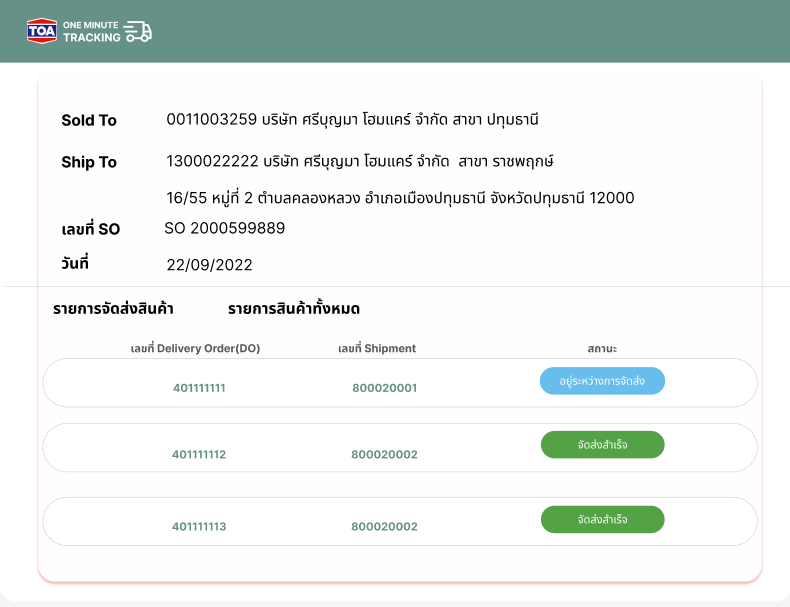 TOA
ONE MINUTE
TRACKING
Sold To 0011003259 บริษัท ศรีบุญมา โฮมแคร์ จำกัด สาขา ปทุมธานี
Ship To 1300022222 บริษัท ศรีบุญมา โฮมแคร์ จำกัด สาขา ราชพฤกษ์
16/55 หมู่ที่ 2 ตำบลคลองหลวง อำเภอเมืองปทุมธานี จังหวัดปทุมธานี 12000
เลขที่ SO SO 2000599889
วันที่ 22/09/2022
รายการจัดส่งสินค้า รายการสินค้าทั้งหมด
เลขที่ Delivery Order(DO) เลขที่ Shipment สถานะ
401111111 800020001 อยู่ระหว่างการจัดส่ง
401111112 800020002 จัดส่งสำเร็จ
401111113 800020002 จัดส่งสำเร็จ